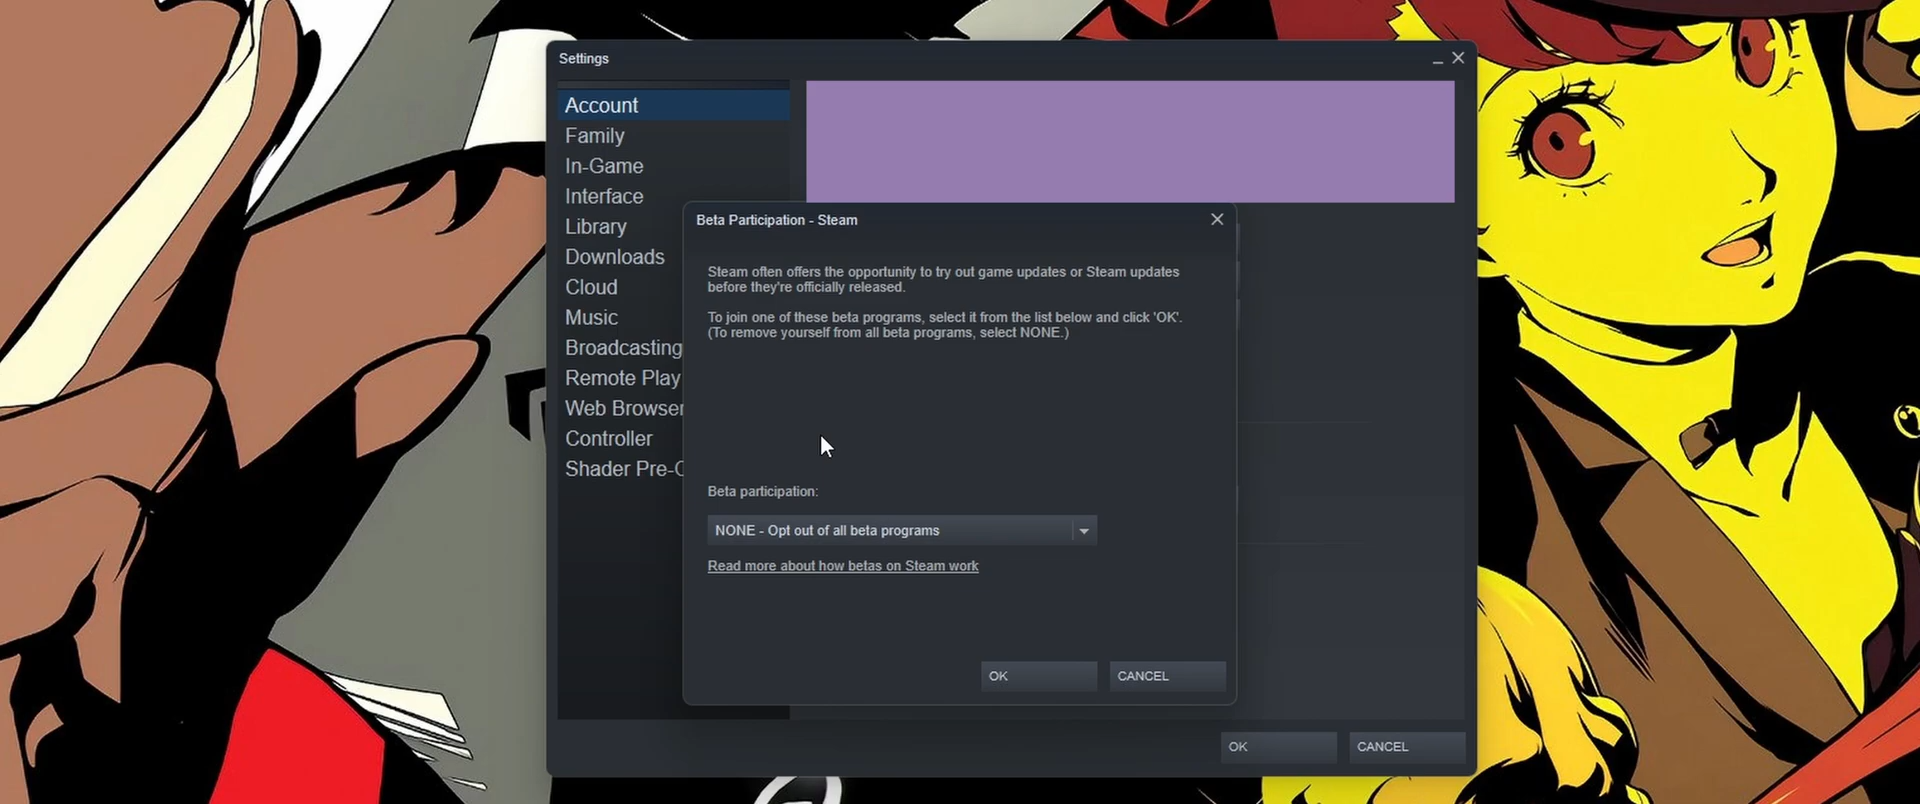 Settings
Account
Family
In-Game
Interface
Library
Downloads
Cloud
Music
Broadcasting
Remote Play
Web Browser
Controller
Shader Pre-C
Beta Participation - Steam
Steam often offers the opportunity to try out game updates or Steam updates
before they're officially released.
To join one of these beta programs, select it from the list below and click 'OK'.
(To remove yourself from all beta programs, select NONE.)
Beta participation:
NONE - Opt out of all beta programs
Read more about how betas on Steam work
OK CANCEL
OK CANCEL